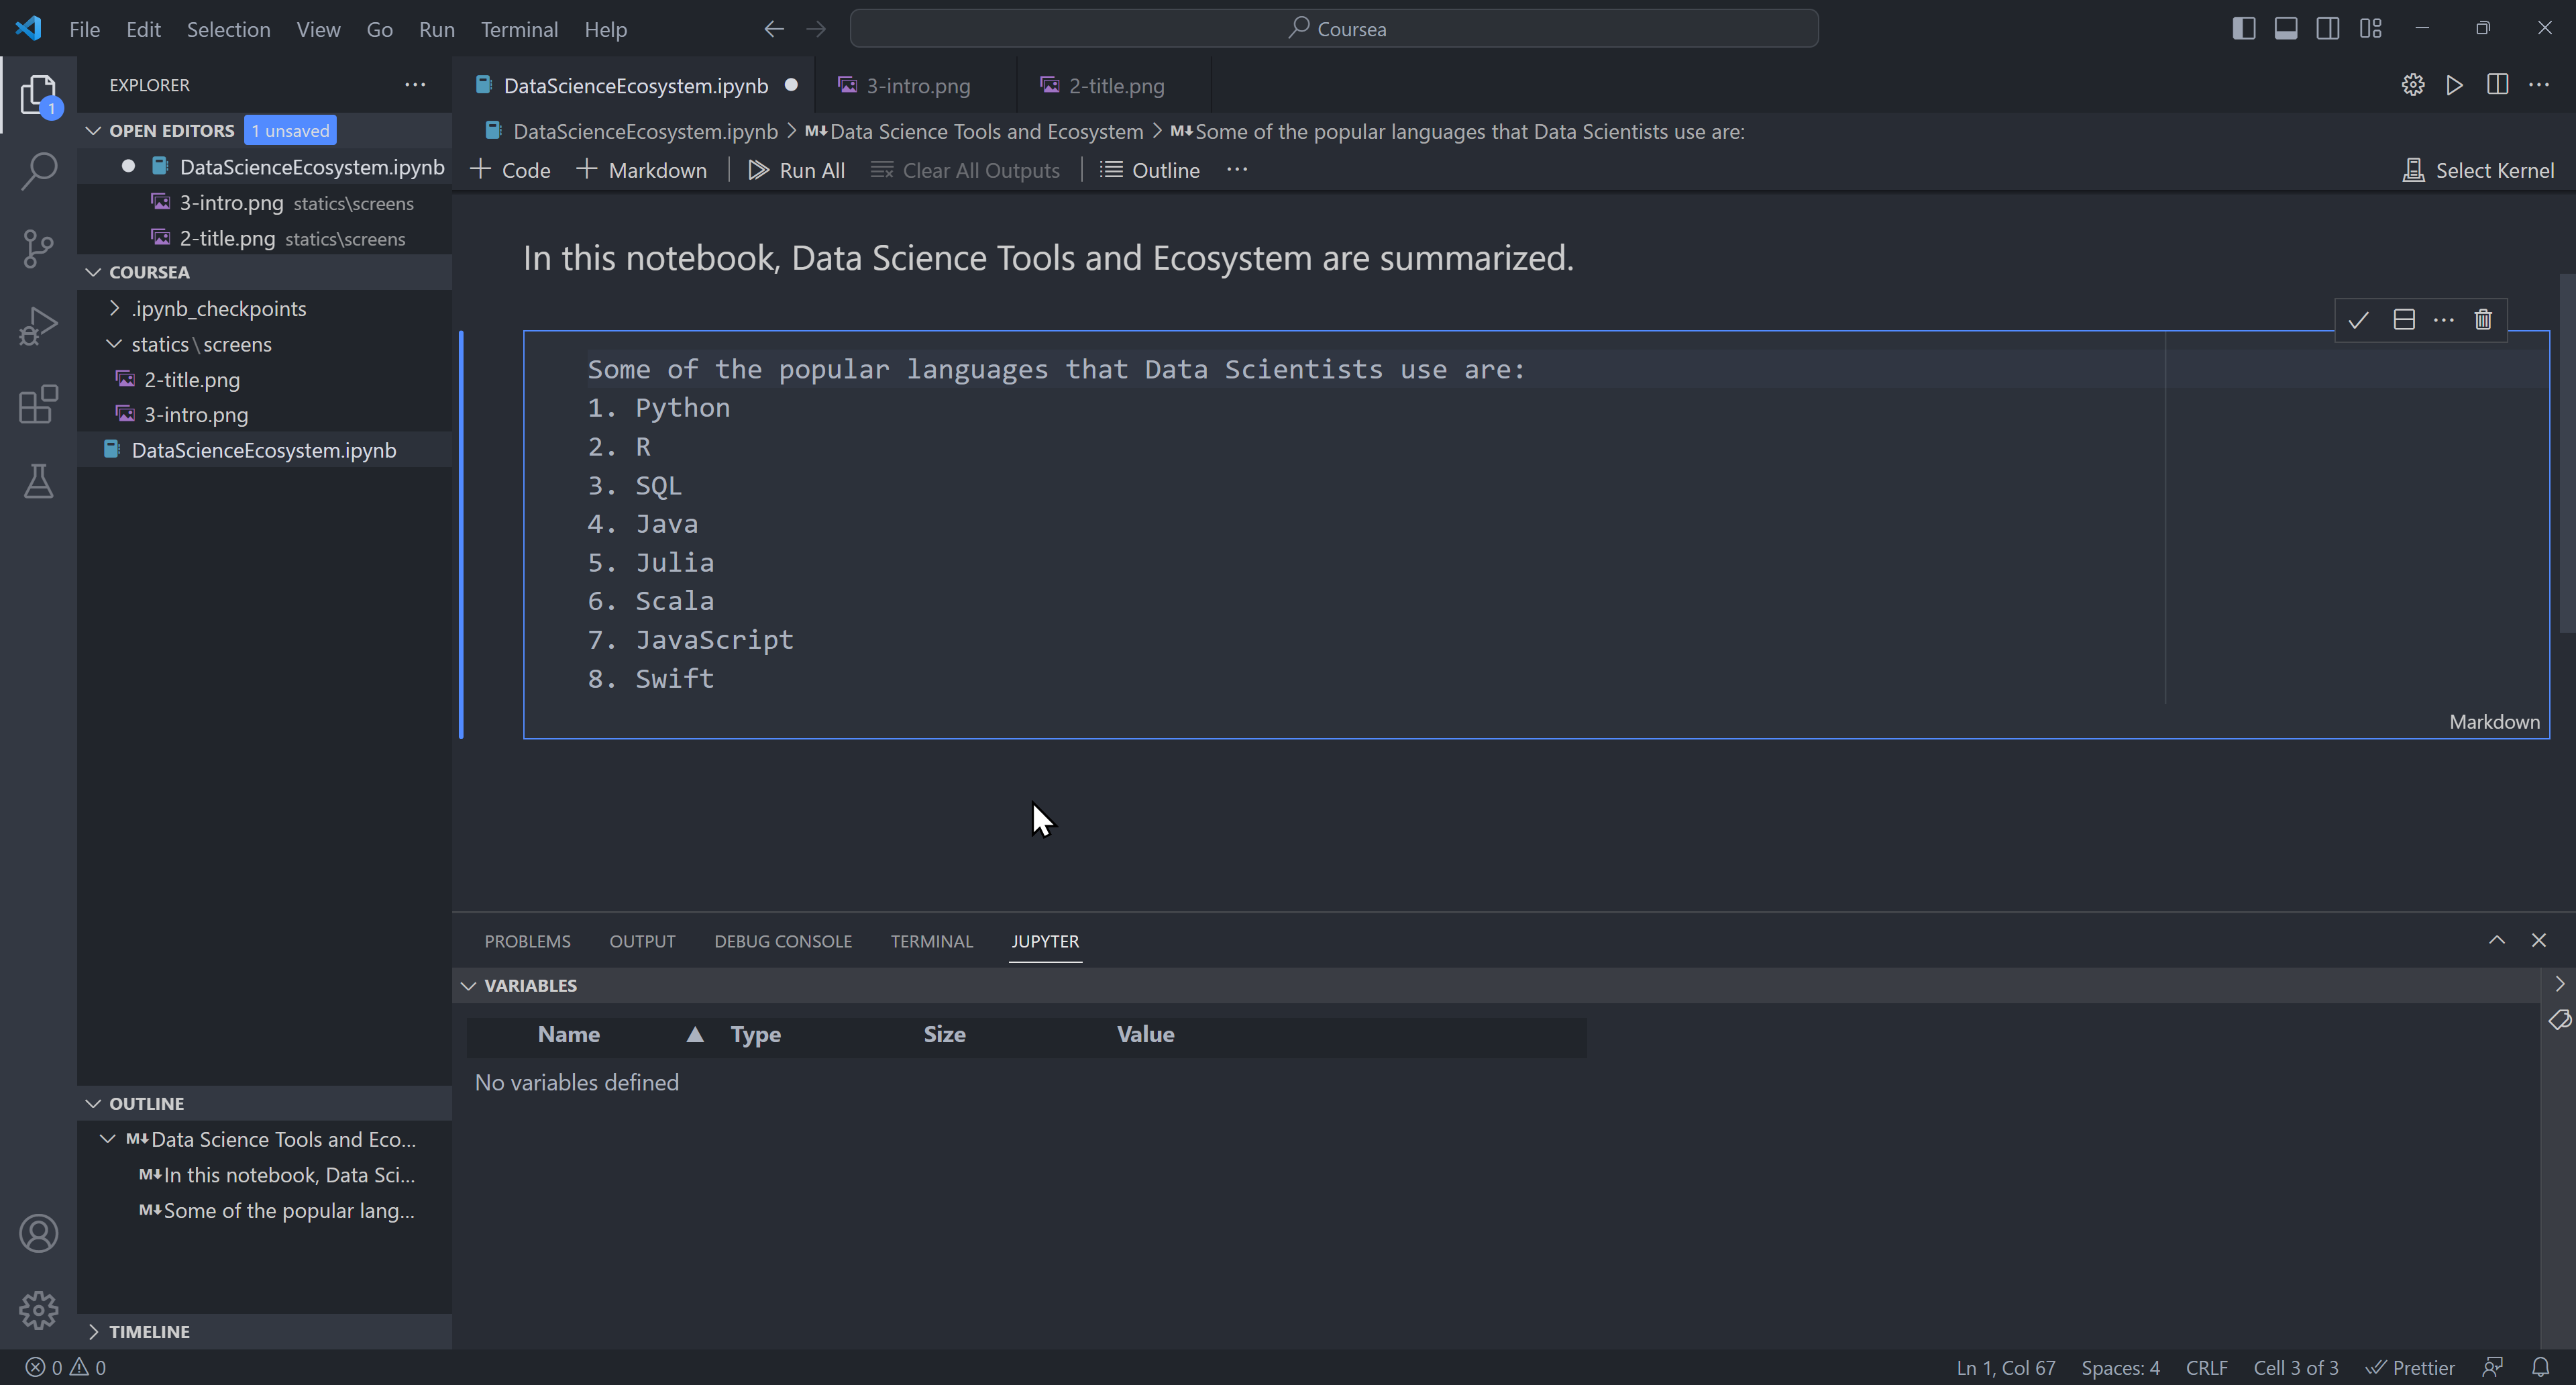 File Edit Selection View Go Run Terminal Help
Coursea
EXPLORER
OPEN EDITORS 1 unsaved
DataScienceEcosystem.ipynb
3-intro.png statics\screens
2-title.png statics\screens
COURSEA
.ipynb_checkpoints
statics\screens
2-title.png
3-intro.png
DataScienceEcosystem.ipynb
OUTLINE
M↓Data Science Tools and Eco...
M↓In this notebook, Data Sci...
M↓Some of the popular lang...
TIMELINE
1
DataScienceEcosystem.ipynb 3-intro.png 2-title.png
DataScienceEcosystem.ipynb > M↓Data Science Tools and Ecosystem > M↓Some of the popular languages that Data Scientists use are:
+ Code + Markdown | Run All Clear All Outputs | Outline ... Select Kernel
In this notebook, Data Science Tools and Ecosystem are summarized.
Some of the popular languages that Data Scientists use are:
1. Python
2. R
3. SQL
4. Java
5. Julia
6. Scala
7. JavaScript
8. Swift
Markdown
PROBLEMS OUTPUT DEBUG CONSOLE TERMINAL JUPYTER
VARIABLES
Name Type Size Value
No variables defined
0 0
Ln 1, Col 67 Spaces: 4 CRLF Cell 3 of 3 Prettier